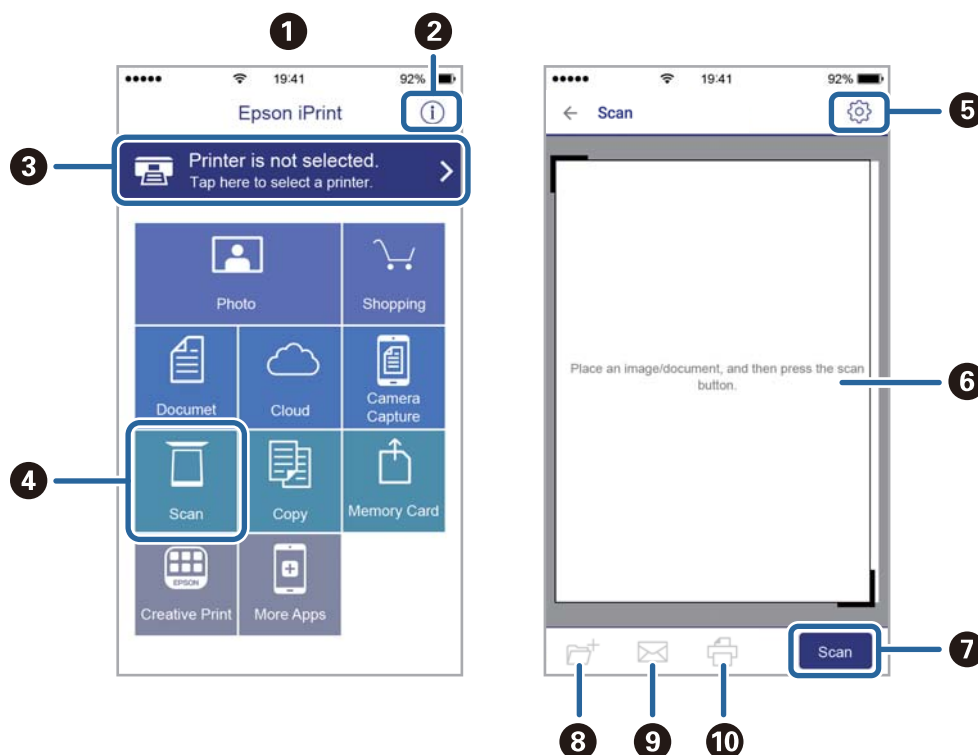 1
2
19:41
92%
Epson iPrint
i
3
Printer is not selected.
Tap here to select a printer.
Photo
Shopping
Documet
Cloud
Camera
Capture
4
Scan
Copy
Memory Card
EPSON
Creative Print
More Apps
19:41
92%
Scan
5
Place an image/document, and then press the scan
button.
6
Scan
7
8
9
10